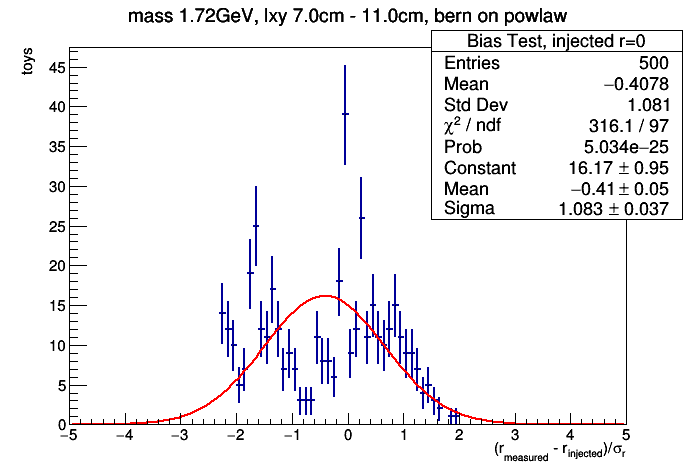 mass 1.72GeV, lxy 7.0cm - 11.0cm, bern on powlaw
Bias Test, injected r=0
Entries 500
Mean −0.4078
Std Dev 1.081
χ² / ndf 316.1 / 97
Prob 5.034e−25
Constant 16.17 ± 0.95
Mean −0.41 ± 0.05
Sigma 1.083 ± 0.037
toys
45
40
35
30
25
20
15
10
5
0
−5 −4 −3 −2 −1 0 1 2 3 4 5
(r_measured - r_injected)/σ_r